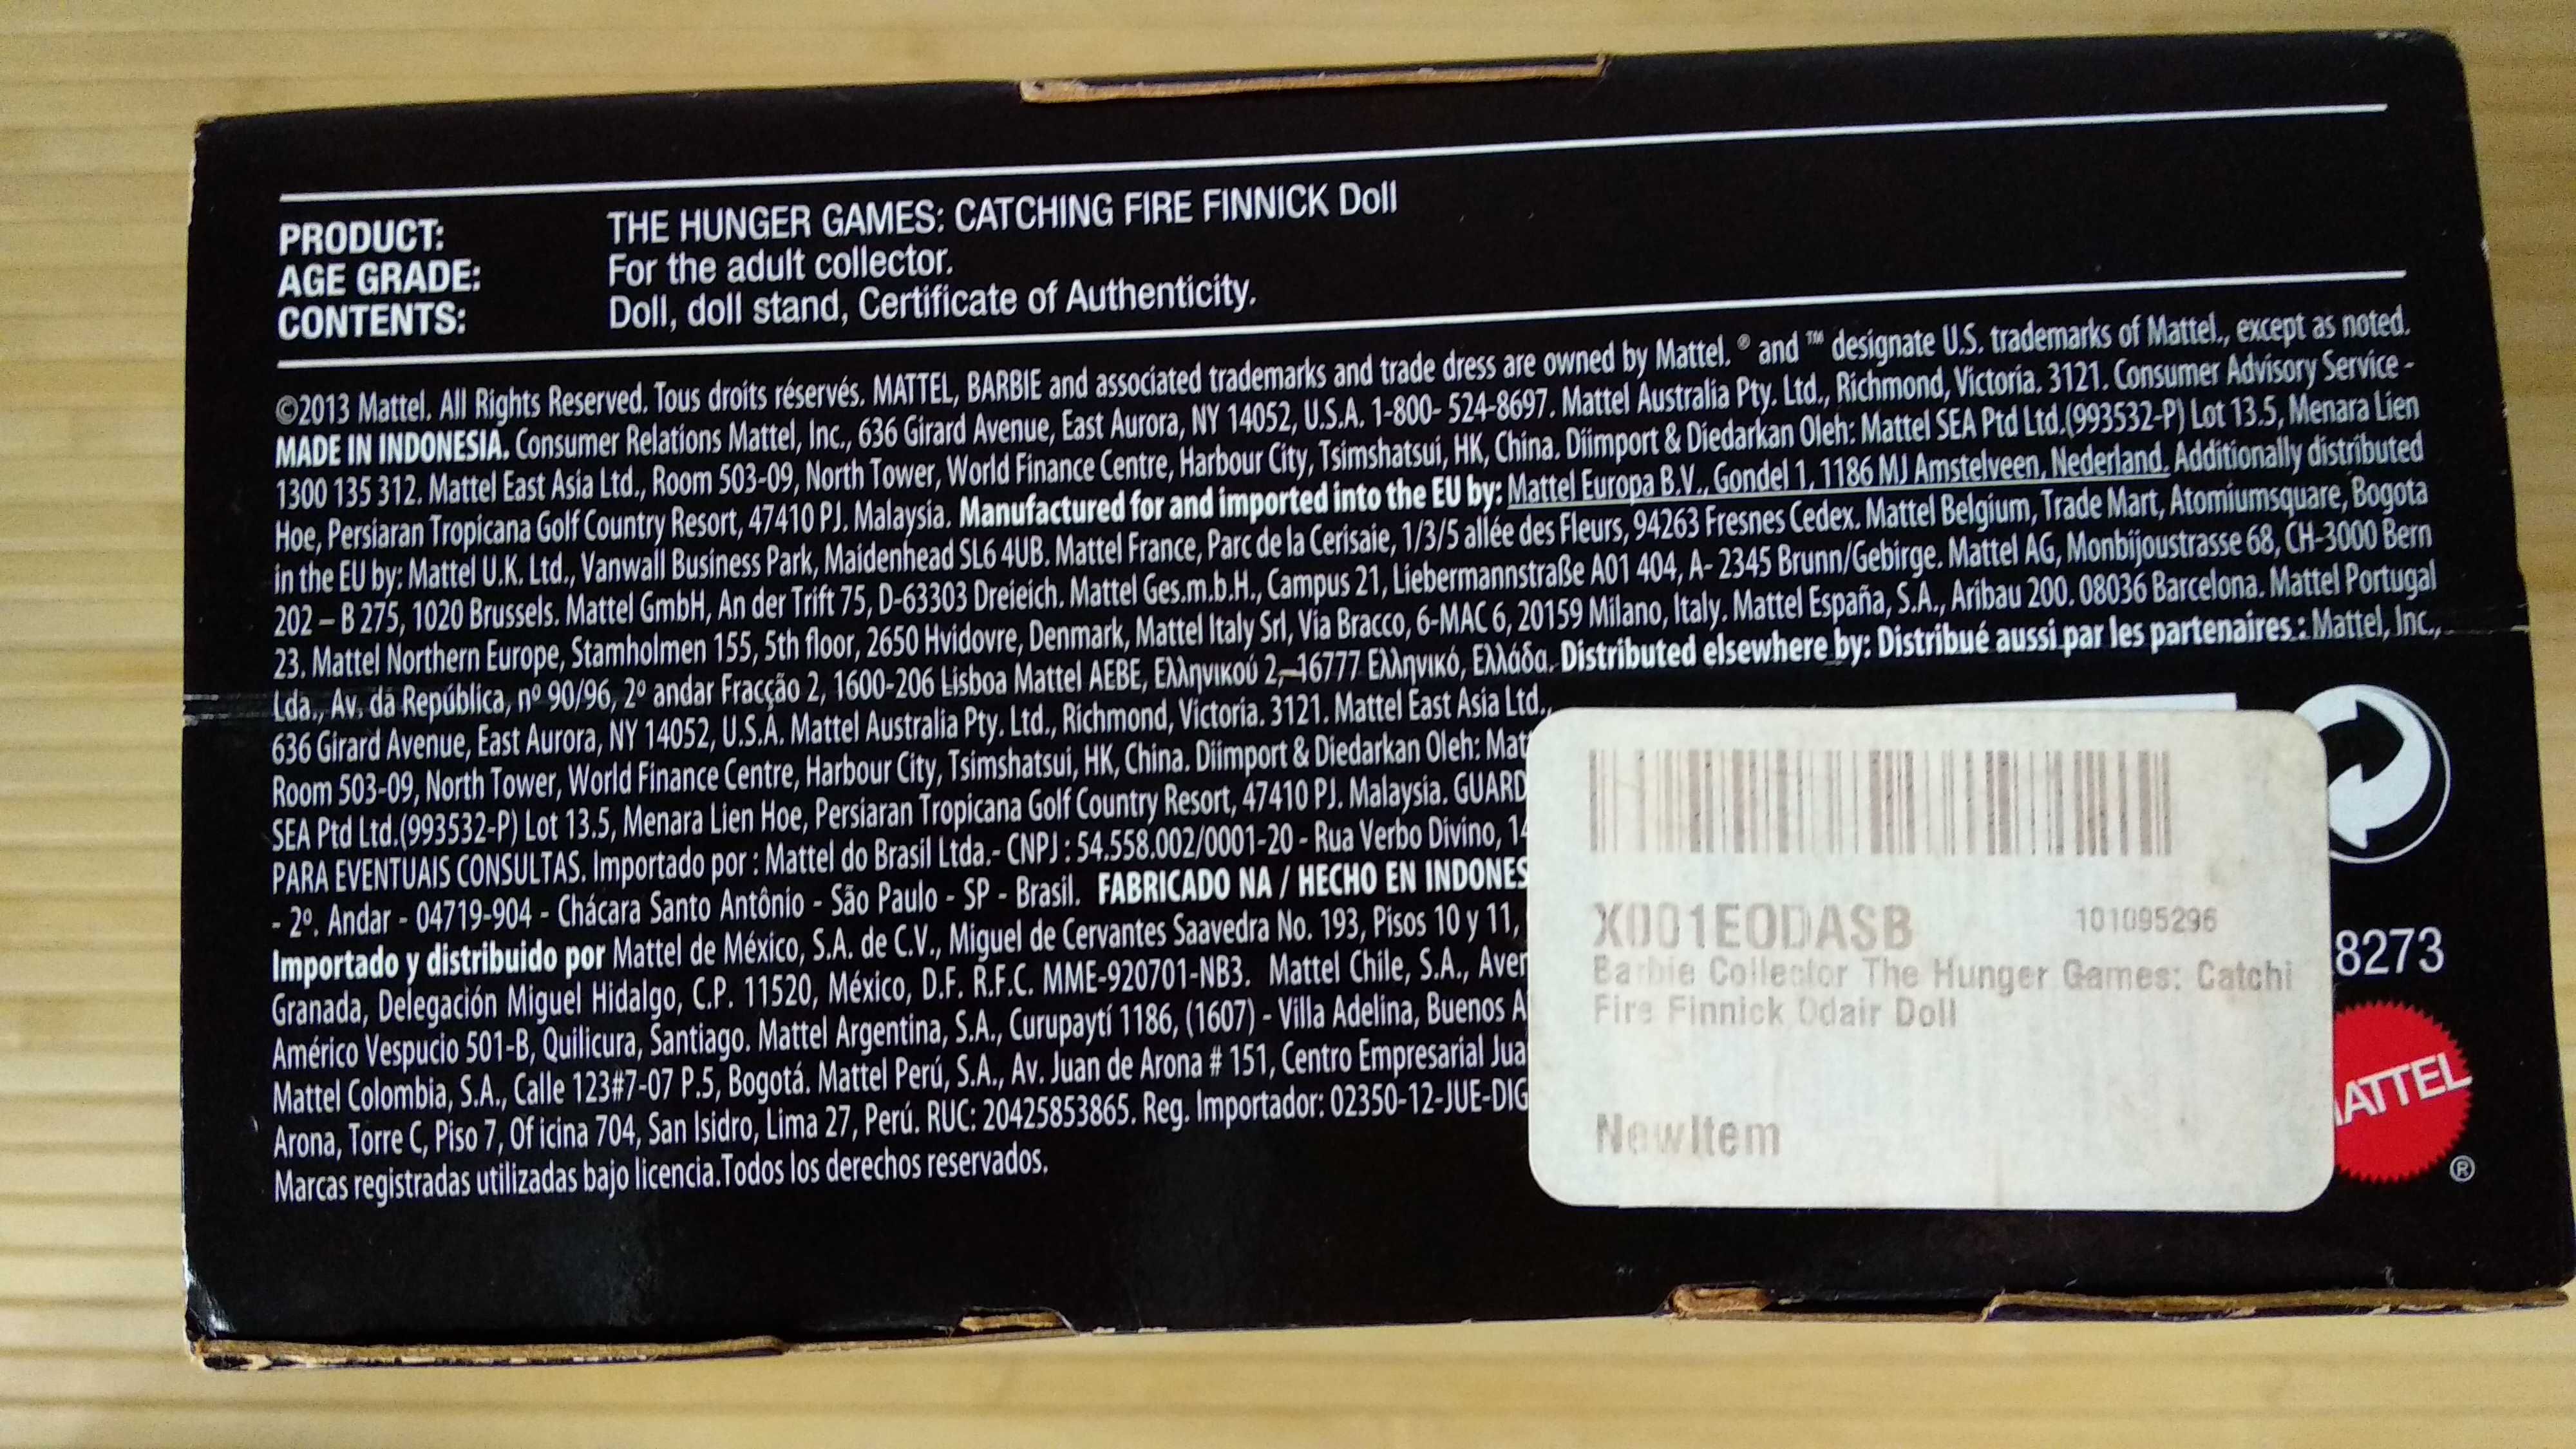 PRODUCT: THE HUNGER GAMES: CATCHING FIRE FINNICK Doll
AGE GRADE: For the adult collector.
CONTENTS: Doll, doll stand, Certificate of Authenticity.
©2013 Mattel. All Rights Reserved. Tous droits réservés. MATTEL, BARBIE and associated trademarks and trade dress are owned by Mattel. ® and ™ designate U.S. trademarks of Mattel., except as noted.
MADE IN INDONESIA. Consumer Relations Mattel, Inc., 636 Girard Avenue, East Aurora, NY 14052, U.S.A. 1-800- 524-8697. Mattel Australia Pty. Ltd., Richmond, Victoria. 3121. Consumer Advisory Service -
1300 135 312. Mattel East Asia Ltd., Room 503-09, North Tower, World Finance Centre, Harbour City, Tsimshatsui, HK, China. Diimport & Diedarkan Oleh: Mattel SEA Ptd Ltd.(993532-P) Lot 13.5, Menara Lien
Hoe, Persiaran Tropicana Golf Country Resort, 47410 PJ. Malaysia. Manufactured for and imported into the EU by: Mattel Europa B.V., Gondel 1, 1186 MJ Amstelveen, Nederland. Additionally distributed
in the EU by: Mattel U.K. Ltd., Vanwall Business Park, Maidenhead SL6 4UB. Mattel France, Parc de la Cerisaie, 1/3/5 allée des Fleurs, 94263 Fresnes Cedex. Mattel Belgium, Trade Mart, Atomiumsquare, Bogota
202 – B 275, 1020 Brussels. Mattel GmbH, An der Trift 75, D-63303 Dreieich. Mattel Ges.m.b.H., Campus 21, Liebermannstraße A01 404, A- 2345 Brunn/Gebirge. Mattel AG, Monbijoustrasse 68, CH-3000 Bern
23. Mattel Northern Europe, Stamholmen 155, 5th floor, 2650 Hvidovre, Denmark, Mattel Italy Srl, Via Bracco, 6-MAC 6, 20159 Milano, Italy. Mattel España, S.A., Aribau 200. 08036 Barcelona. Mattel Portugal
Lda., Av. da República, nº 90/96, 2º andar Fracção 2, 1600-206 Lisboa Mattel AEBE, Ελληνικού 2, 16777 Ελληνικό, Ελλάδα. Distributed elsewhere by: Distribué aussi par les partenaires : Mattel, Inc.,
636 Girard Avenue, East Aurora, NY 14052, U.S.A. Mattel Australia Pty. Ltd., Richmond, Victoria. 3121. Mattel East Asia Ltd.,
Room 503-09, North Tower, World Finance Centre, Harbour City, Tsimshatsui, HK, China. Diimport & Diedarkan Oleh: Mat
SEA Ptd Ltd.(993532-P) Lot 13.5, Menara Lien Hoe, Persiaran Tropicana Golf Country Resort, 47410 PJ. Malaysia. GUARD
PARA EVENTUAIS CONSULTAS. Importado por : Mattel do Brasil Ltda.- CNPJ : 54.558.002/0001-20 - Rua Verbo Divino, 14
- 2º. Andar - 04719-904 - Chácara Santo Antônio - São Paulo - SP - Brasil. FABRICADO NA / HECHO EN INDONES
Importado y distribuido por Mattel de México, S.A. de C.V., Miguel de Cervantes Saavedra No. 193, Pisos 10 y 11,
Granada, Delegación Miguel Hidalgo, C.P. 11520, México, D.F. R.F.C. MME-920701-NB3. Mattel Chile, S.A., Aven
Américo Vespucio 501-B, Quilicura, Santiago. Mattel Argentina, S.A., Curupaytí 1186, (1607) - Villa Adelina, Buenos A
Mattel Colombia, S.A., Calle 123#7-07 P.5, Bogotá. Mattel Perú, S.A., Av. Juan de Arona # 151, Centro Empresarial Jua
Arona, Torre C, Piso 7, Of icina 704, San Isidro, Lima 27, Perú. RUC: 20425853865. Reg. Importador: 02350-12-JUE-DIG
Marcas registradas utilizadas bajo licencia.Todos los derechos reservados.
X001EODASB 101095296
Barbie Collector The Hunger Games: Catchi
Fire Finnick Odair Doll
NewItem
8273
ATTEL
®